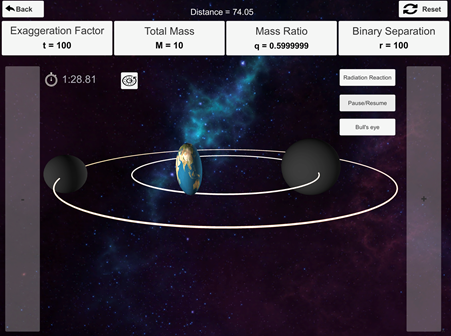 Back
Distance = 74.05
Reset
Exaggeration Factor
t = 100
Total Mass
M = 10
Mass Ratio
q = 0.5999999
Binary Separation
r = 100
1:28.81
Radiation Reaction
Pause/Resume
Bull's eye